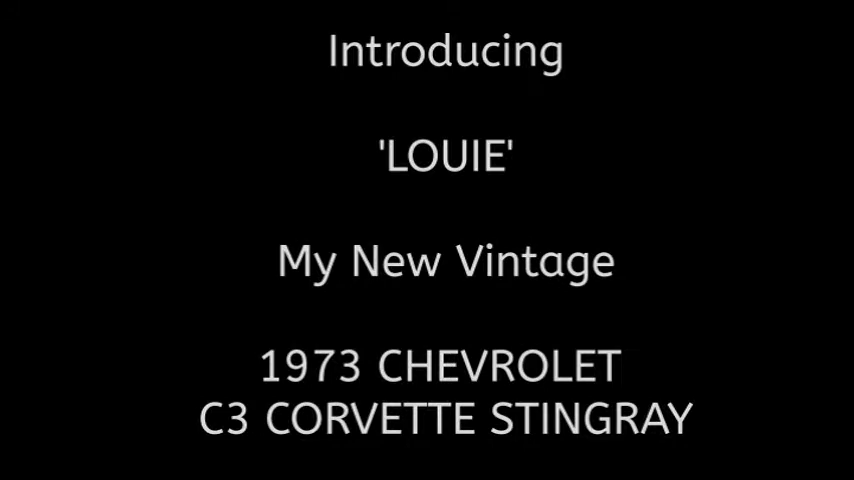 Introducing
'LOUIE'
My New Vintage
1973 CHEVROLET
C3 CORVETTE STINGRAY